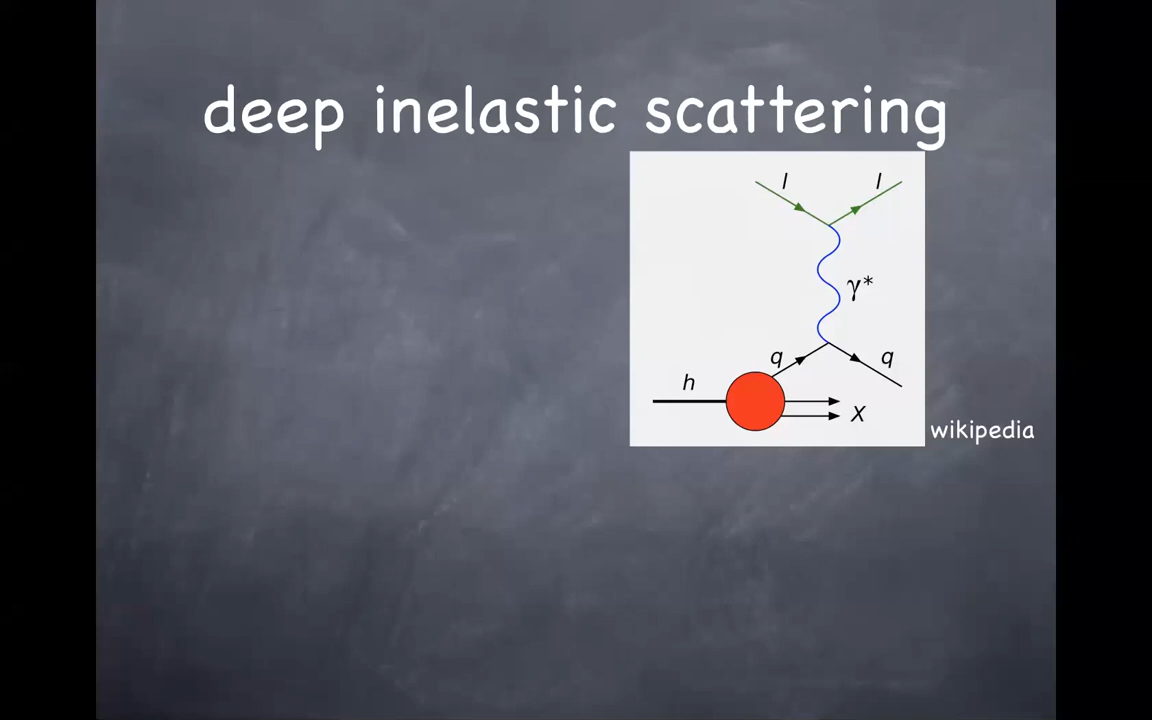 deep inelastic scattering
l l
γ*
q q
h
X
wikipedia